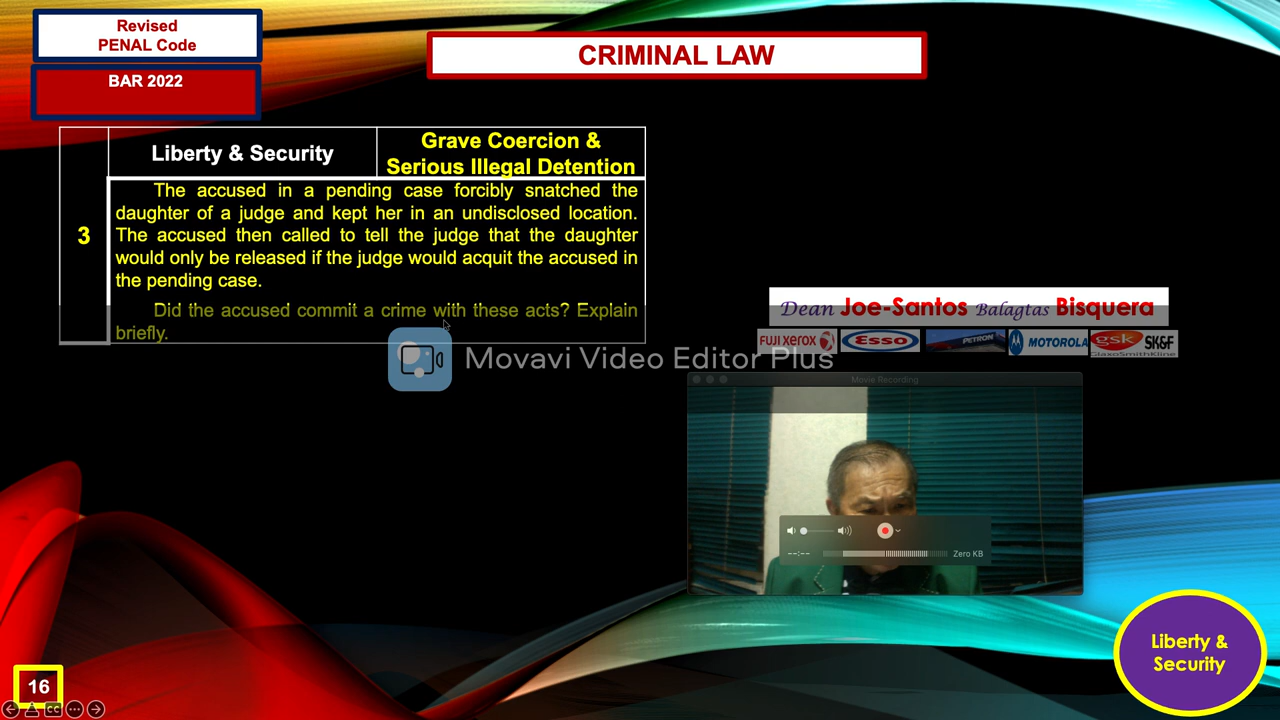 Revised
PENAL Code
BAR 2022
CRIMINAL LAW
Liberty & Security
Grave Coercion &
Serious Illegal Detention
3
The accused in a pending case forcibly snatched the
daughter of a judge and kept her in an undisclosed location.
The accused then called to tell the judge that the daughter
would only be released if the judge would acquit the accused in
the pending case.
Did the accused commit a crime with these acts? Explain
briefly.
Dean Joe-Santos Balagtas Bisquera
FUJI XEROX
Esso
PETRON
MOTOROLA
gsk SK&F
GlaxoSmithKline
Movavi Video Editor Plus
Movie Recording
--:--
Zero KB
Liberty &
Security
16
CC